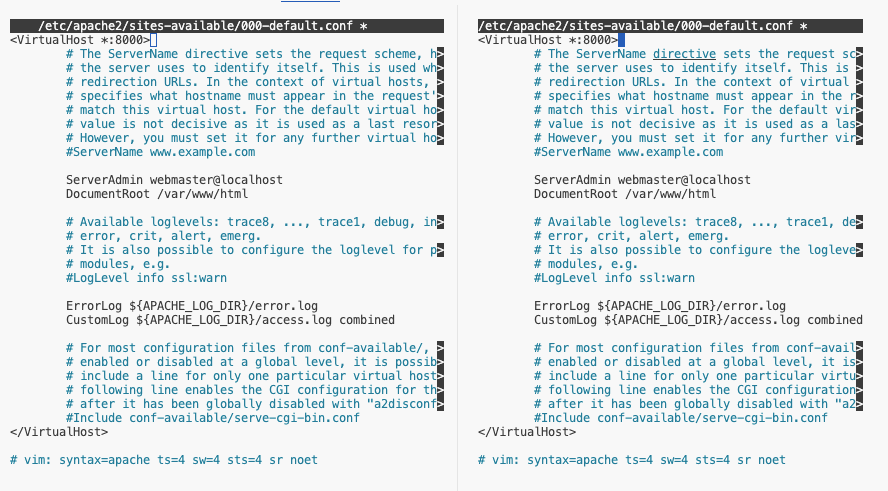 /etc/apache2/sites-available/000-default.conf *
<VirtualHost *:8000>
# The ServerName directive sets the request scheme, h>
# the server uses to identify itself. This is used wh>
# redirection URLs. In the context of virtual hosts, >
# specifies what hostname must appear in the request'>
# match this virtual host. For the default virtual ho>
# value is not decisive as it is used as a last resor>
# However, you must set it for any further virtual ho>
#ServerName www.example.com
ServerAdmin webmaster@localhost
DocumentRoot /var/www/html
# Available loglevels: trace8, ..., trace1, debug, in>
# error, crit, alert, emerg.
# It is also possible to configure the loglevel for p>
# modules, e.g.
#LogLevel info ssl:warn
ErrorLog ${APACHE_LOG_DIR}/error.log
CustomLog ${APACHE_LOG_DIR}/access.log combined
# For most configuration files from conf-available/, >
# enabled or disabled at a global level, it is possib>
# include a line for only one particular virtual host>
# following line enables the CGI configuration for th>
# after it has been globally disabled with "a2disconf>
#Include conf-available/serve-cgi-bin.conf
</VirtualHost>
# vim: syntax=apache ts=4 sw=4 sts=4 sr noet
/etc/apache2/sites-available/000-default.conf *
<VirtualHost *:8000>
# The ServerName directive sets the request sc>
# the server uses to identify itself. This is >
# redirection URLs. In the context of virtual >
# specifies what hostname must appear in the r>
# match this virtual host. For the default vir>
# value is not decisive as it is used as a las>
# However, you must set it for any further vir>
#ServerName www.example.com
ServerAdmin webmaster@localhost
DocumentRoot /var/www/html
# Available loglevels: trace8, ..., trace1, de>
# error, crit, alert, emerg.
# It is also possible to configure the logleve>
# modules, e.g.
#LogLevel info ssl:warn
ErrorLog ${APACHE_LOG_DIR}/error.log
CustomLog ${APACHE_LOG_DIR}/access.log combined
# For most configuration files from conf-avail>
# enabled or disabled at a global level, it is>
# include a line for only one particular virtu>
# following line enables the CGI configuration>
# after it has been globally disabled with "a2>
#Include conf-available/serve-cgi-bin.conf
</VirtualHost>
# vim: syntax=apache ts=4 sw=4 sts=4 sr noet